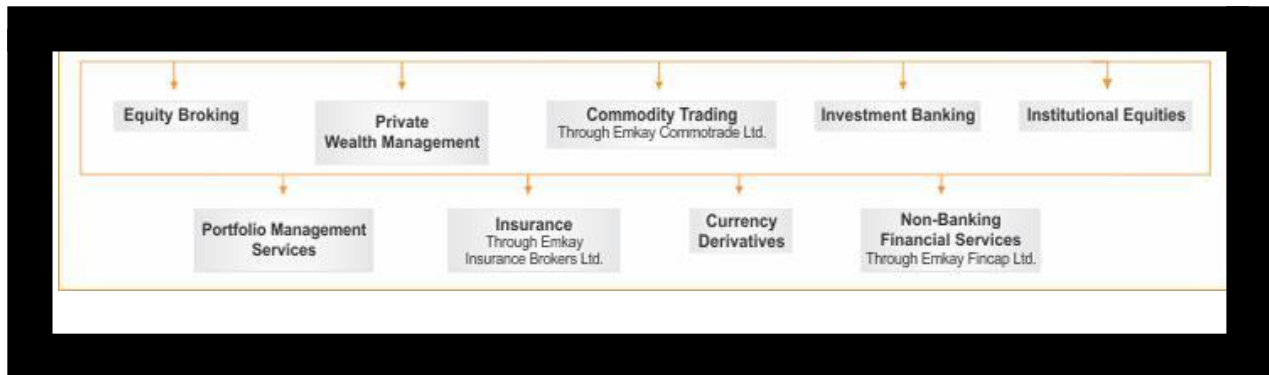 Equity Broking
Private
Wealth Management
Commodity Trading
Through Emkay Commotrade Ltd.
Investment Banking
Institutional Equities
Portfolio Management
Services
Insurance
Through Emkay
Insurance Brokers Ltd.
Currency
Derivatives
Non-Banking
Financial Services
Through Emkay Fincap Ltd.